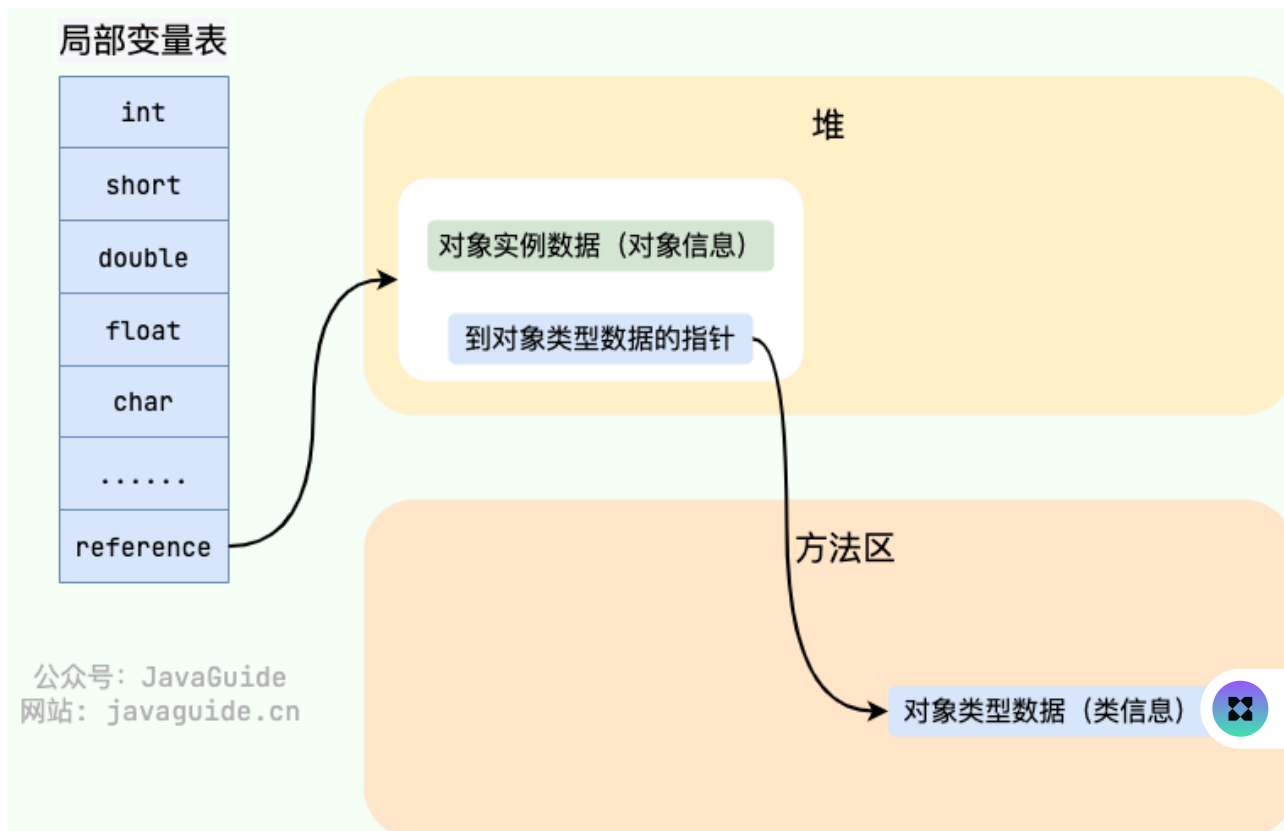 局部变量表
int
short
double
float
char
......
reference
堆
对象实例数据（对象信息）
到对象类型数据的指针
方法区
对象类型数据（类信息）
公众号：JavaGuide
网站: javaguide.cn